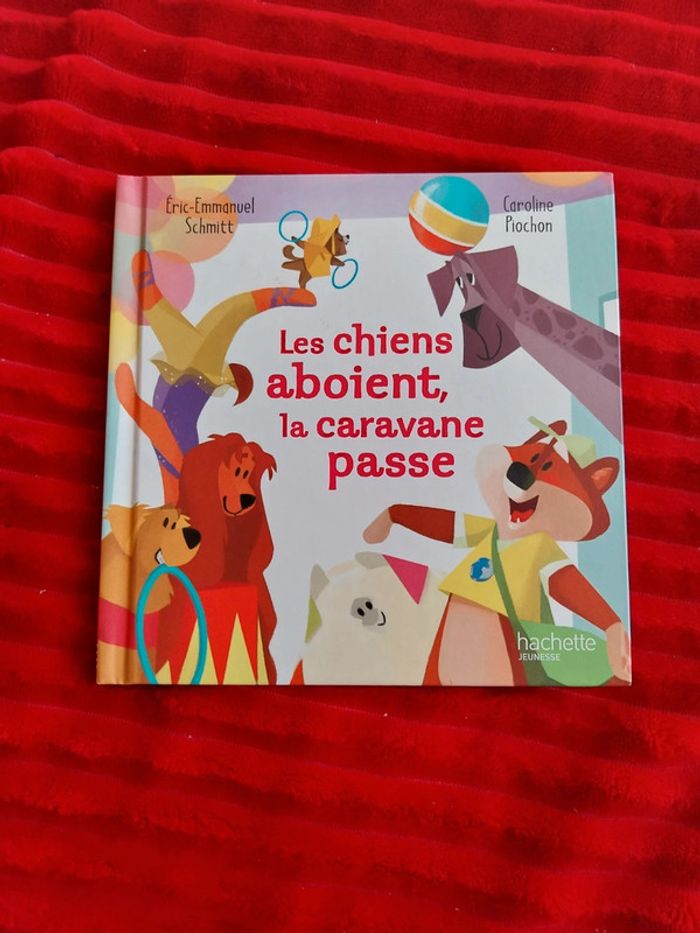 Éric-Emmanuel
Schmitt
Caroline
Piochon
Les chiens
aboient,
la caravane
passe
hachette
JEUNESSE